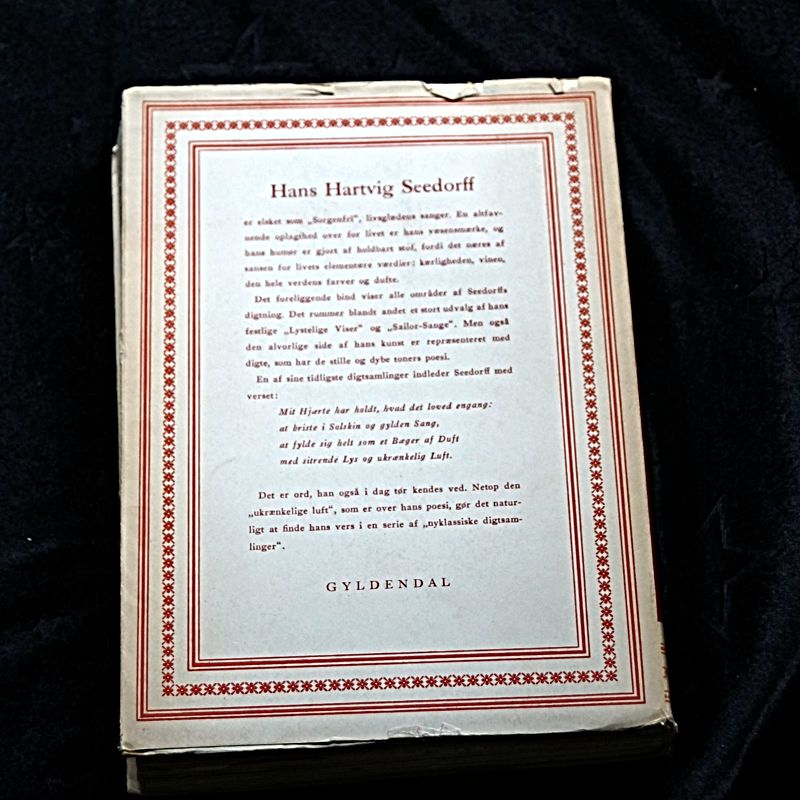 Hans Hartvig Seedorff
er elsket som „Sorgenfri“, livsglædens sanger. En altfav-
nende oplagthed over for livet er hans væsensmærke, og
hans humør er gjort af holdbart stof, fordi det næres af
sansen for livets elementære værdier: kærligheden, vinen,
den hele verdens farver og dufte.
Det foreliggende bind viser alle områder af Seedorffs
digtning. Det rummer blandt andet et stort udvalg af hans
festlige „Lystelige Viser“ og „Sailor-Sange“. Men også
den alvorlige side af hans kunst er repræsenteret med
digte, som har de stille og dybe toners poesi.
En af sine tidligste digtsamlinger indleder Seedorff med
verset:
Mit Hjærte har holdt, hvad det loved engang:
at briste i Solskin og gylden Sang,
at fylde sig helt som et Bæger af Duft
med sitrende Lys og ukrænkelig Luft.
Det er ord, han også i dag tør kendes ved. Netop den
„ukrænkelige luft“, som er over hans poesi, gør det natur-
ligt at finde hans vers i en serie af „nyklassiske digtsam-
linger“.
GYLDENDAL